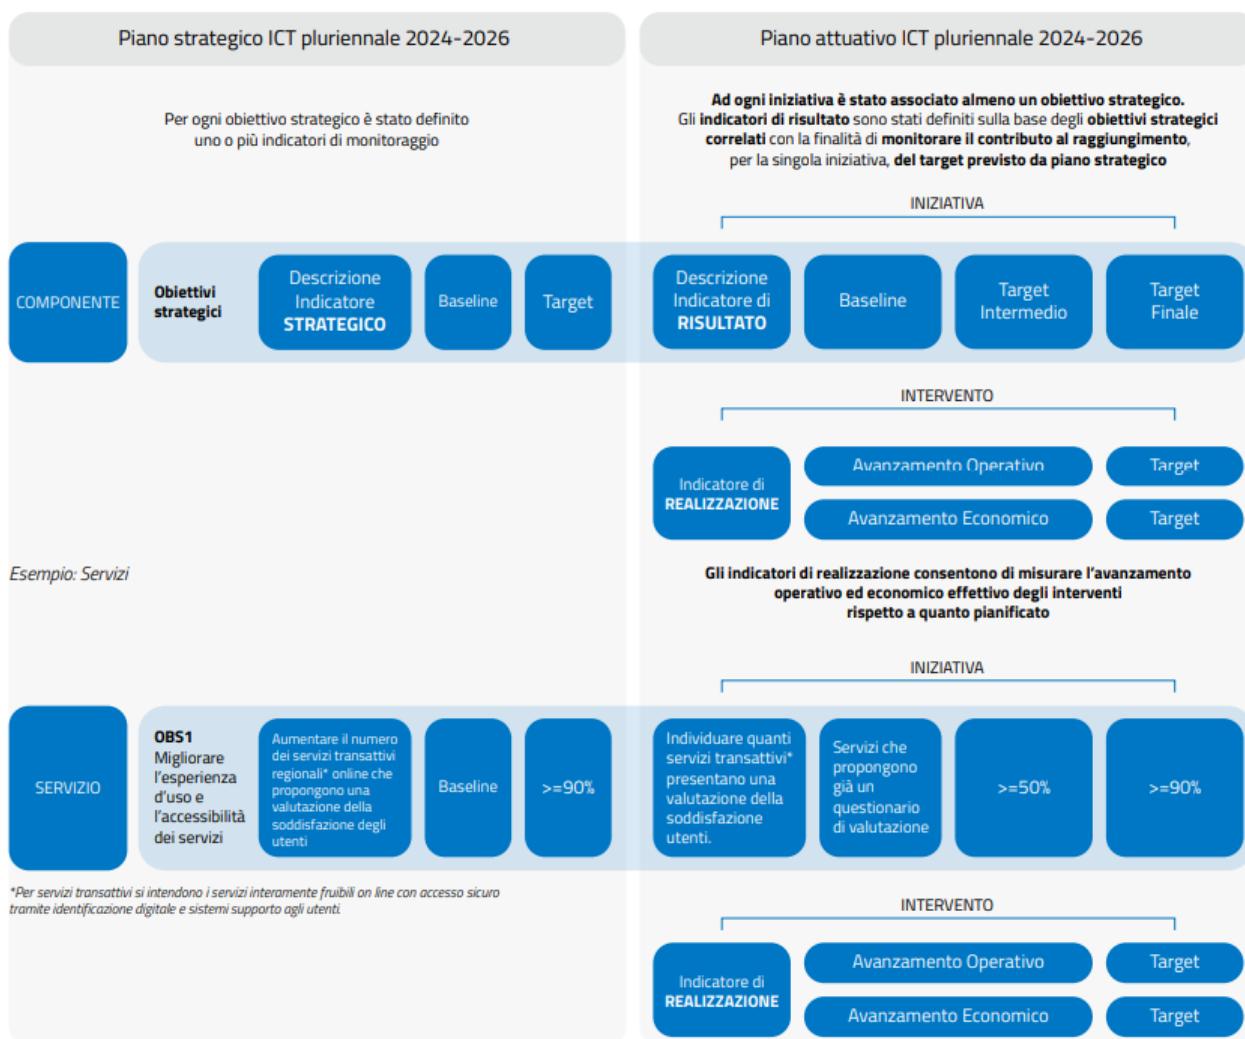 Piano strategico ICT pluriennale 2024-2026
Per ogni obiettivo strategico è stato definito
uno o più indicatori di monitoraggio
Piano attuativo ICT pluriennale 2024-2026
Ad ogni iniziativa è stato associato almeno un obiettivo strategico.
Gli indicatori di risultato sono stati definiti sulla base degli obiettivi strategici
correlati con la finalità di monitorare il contributo al raggiungimento,
per la singola iniziativa, del target previsto da piano strategico
INIZIATIVA
COMPONENTE
Obiettivi
strategici
Descrizione
Indicatore
STRATEGICO
Baseline
Target
Descrizione
Indicatore di
RISULTATO
Baseline
Target
Intermedio
Target
Finale
INTERVENTO
Indicatore di
REALIZZAZIONE
Avanzamento Operativo
Target
Avanzamento Economico
Target
Esempio: Servizi
Gli indicatori di realizzazione consentono di misurare l'avanzamento
operativo ed economico effettivo degli interventi
rispetto a quanto pianificato
INIZIATIVA
SERVIZIO
OBS1
Migliorare
l'esperienza
d'uso e
l'accessibilità
dei servizi
Aumentare il numero
dei servizi transattivi
regionali* online che
propongono una
valutazione della
soddisfazione degli
utenti
Baseline
>=90%
Individuare quanti
servizi transattivi*
presentano una
valutazione della
soddisfazione
utenti.
Servizi che
propongono
già un
questionario
di valutazione
>=50%
>=90%
*Per servizi transattivi si intendono i servizi interamente fruibili on line con accesso sicuro
tramite identificazione digitale e sistemi supporto agli utenti.
INTERVENTO
Indicatore di
REALIZZAZIONE
Avanzamento Operativo
Target
Avanzamento Economico
Target